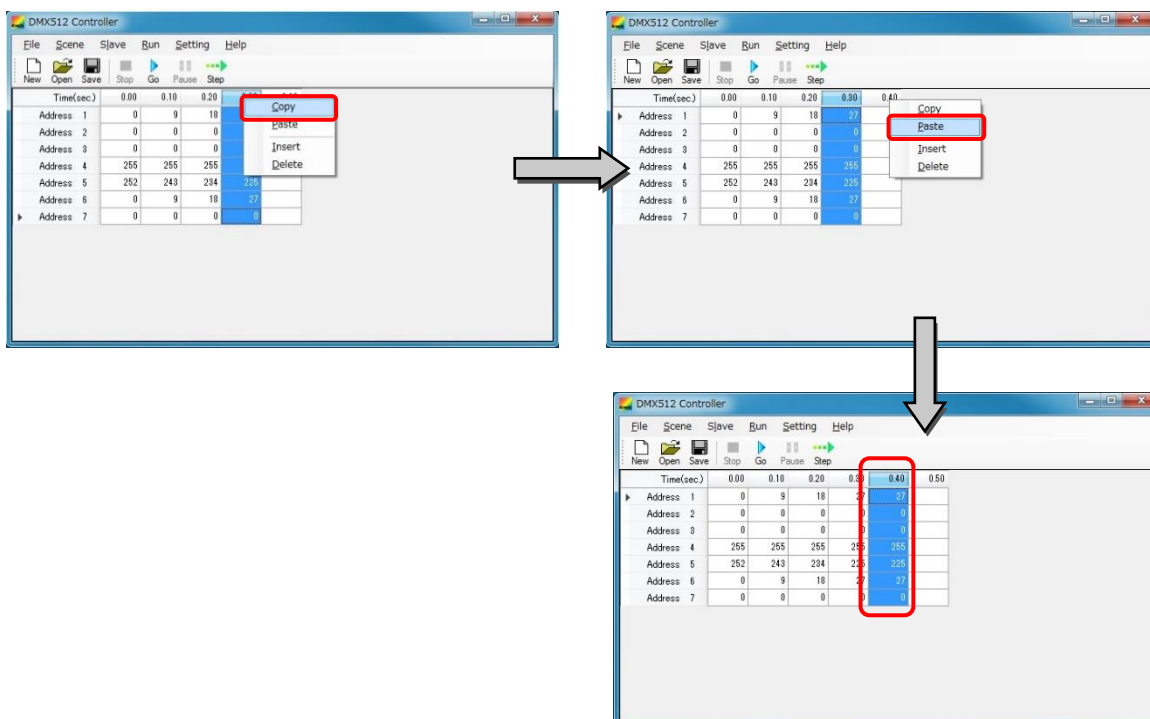 DMX512 Controller
File Scene Slave Run Setting Help
New Open Save Stop Go Pause Step
Time(sec.) 0.00 0.10 0.20
Address 1 0 9 18
Address 2 0 0 0
Address 3 0 0 0
Address 4 255 255 255
Address 5 252 243 234 225
Address 6 0 9 18 27
Address 7 0 0 0 0
Copy
Paste
Insert
Delete
DMX512 Controller
File Scene Slave Run Setting Help
New Open Save Stop Go Pause Step
Time(sec.) 0.00 0.10 0.20 0.30 0.40
Address 1 0 9 18 27
Address 2 0 0 0 0
Address 3 0 0 0 0
Address 4 255 255 255 255
Address 5 252 243 234 225
Address 6 0 9 18 27
Address 7 0 0 0 0
Copy
Paste
Insert
Delete
DMX512 Controller
File Scene Slave Run Setting Help
New Open Save Stop Go Pause Step
Time(sec.) 0.00 0.10 0.20 0.30 0.40 0.50
Address 1 0 9 18 27 27
Address 2 0 0 0 0 0
Address 3 0 0 0 0 0
Address 4 255 255 255 255 255
Address 5 252 243 234 225 225
Address 6 0 9 18 27 27
Address 7 0 0 0 0 0